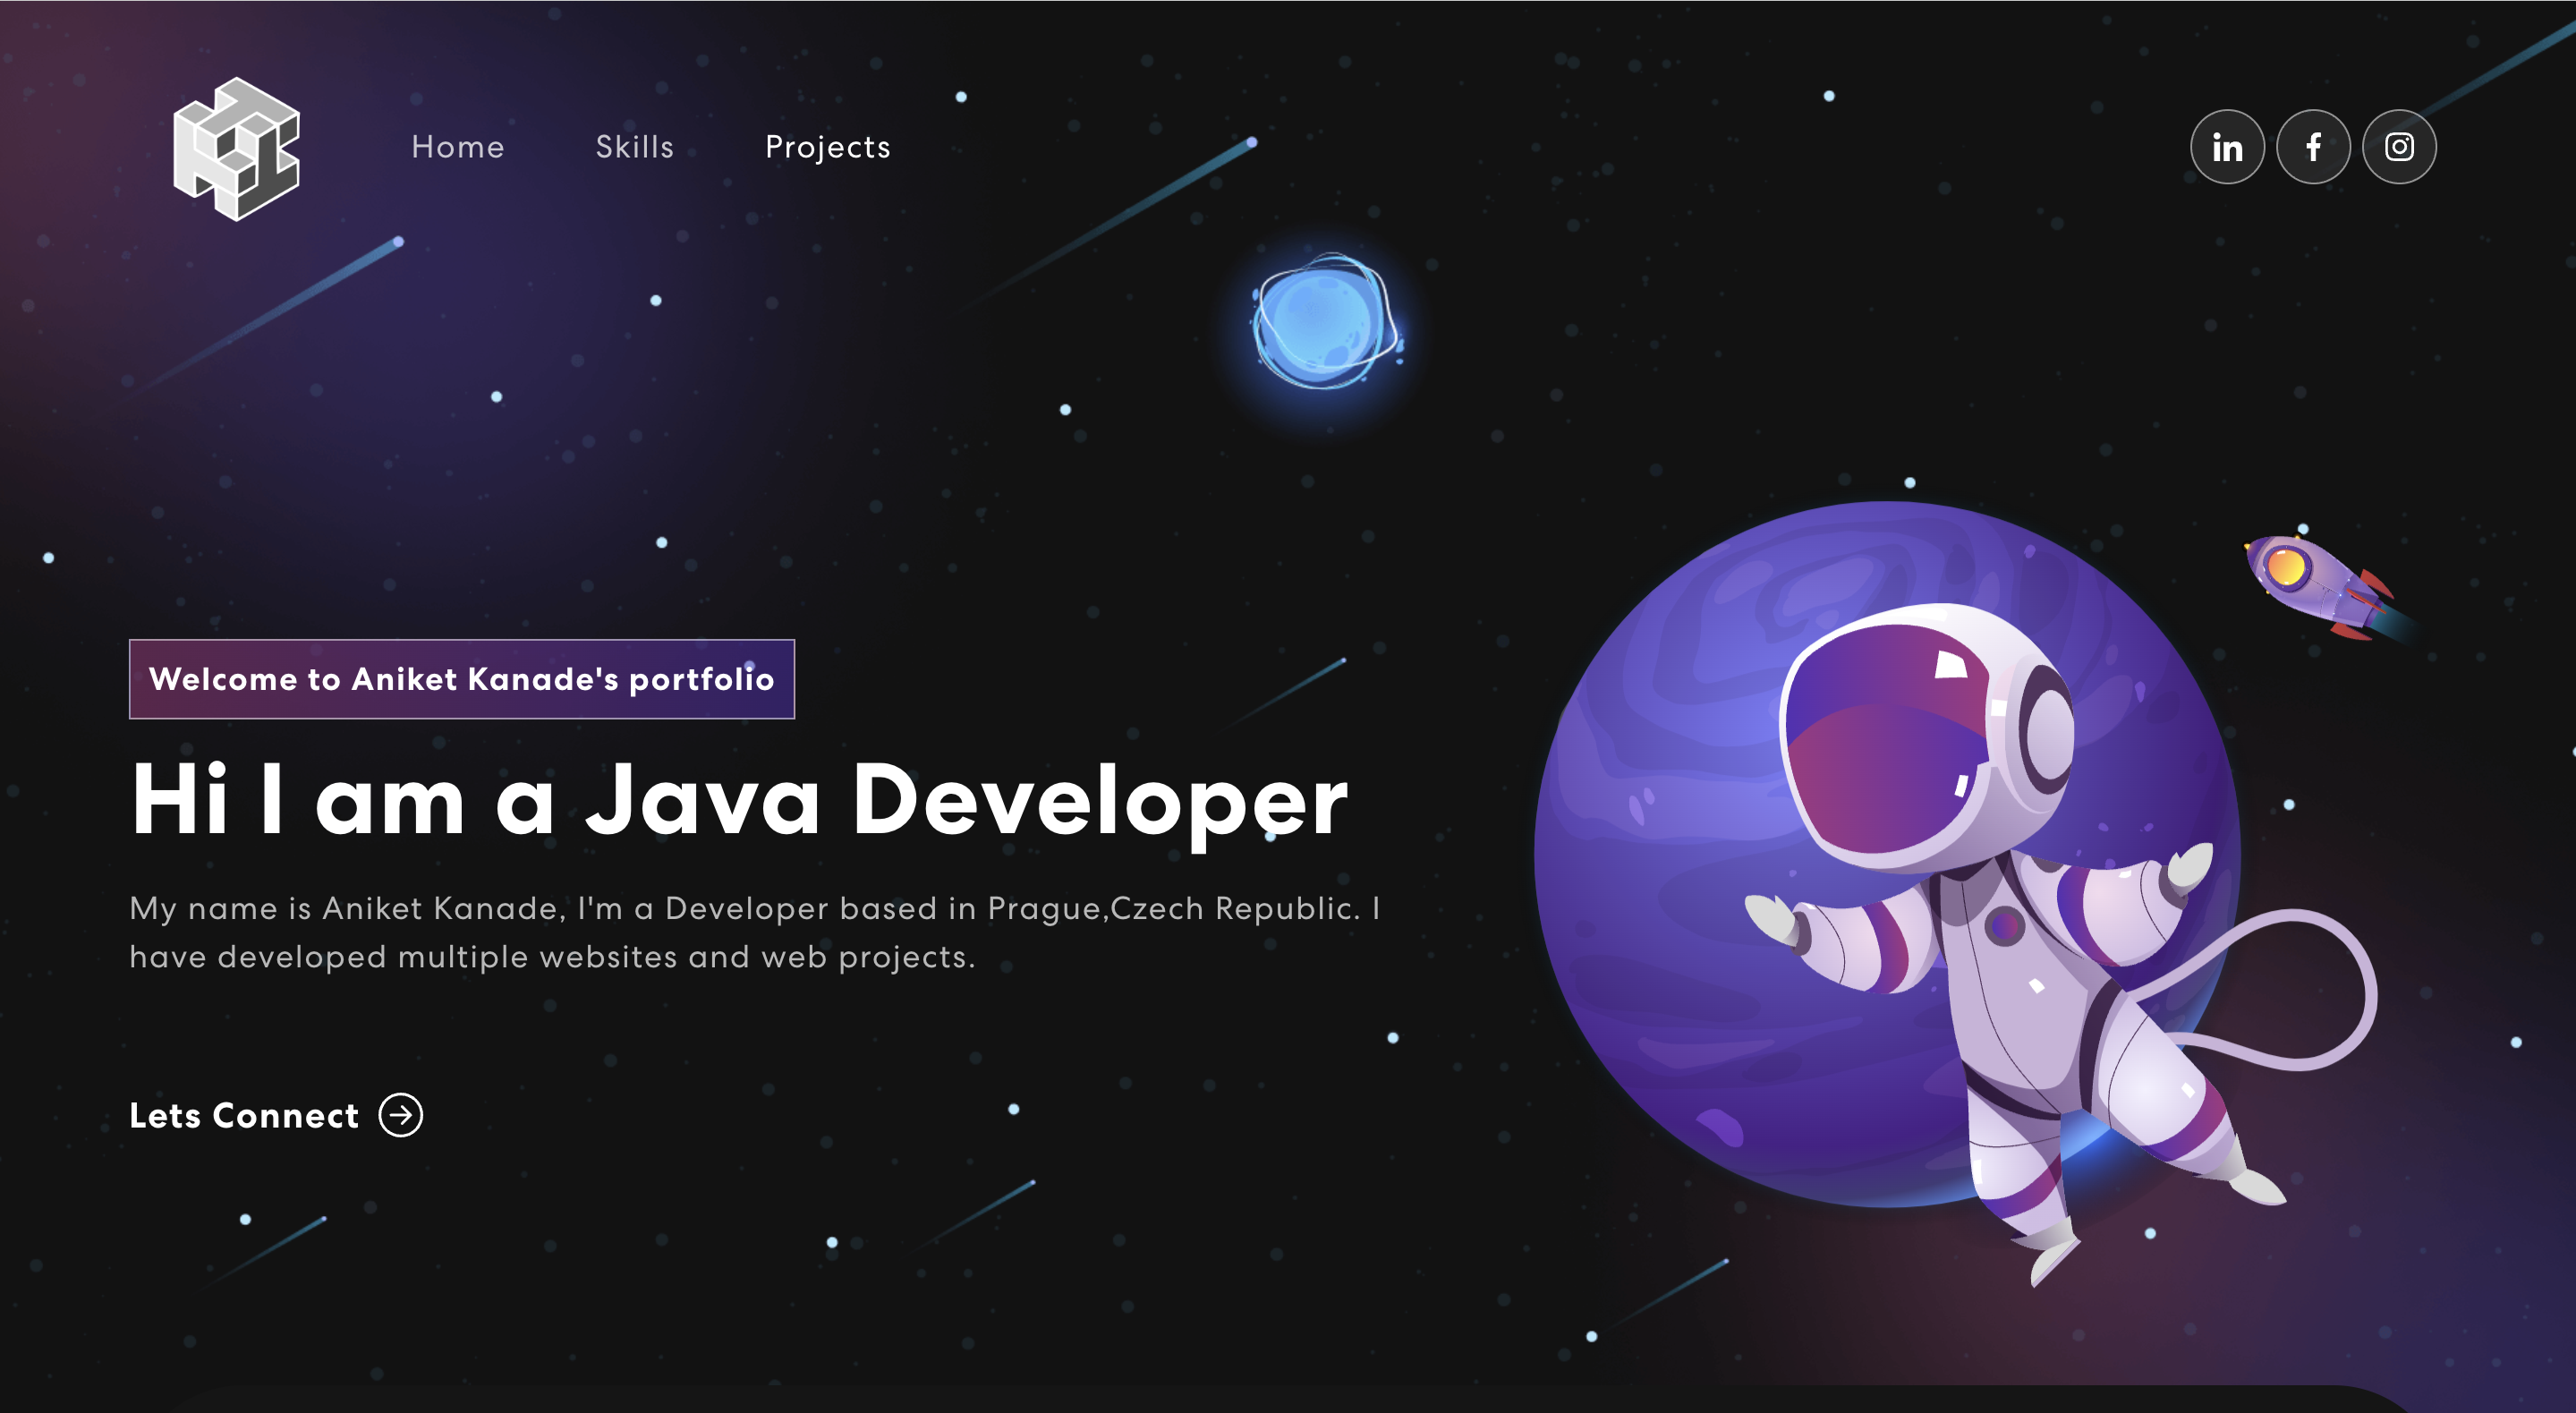 Home Skills Projects
Welcome to Aniket Kanade's portfolio
Hi I am a Java Developer
My name is Aniket Kanade, I'm a Developer based in Prague,Czech Republic. I
have developed multiple websites and web projects.
Lets Connect